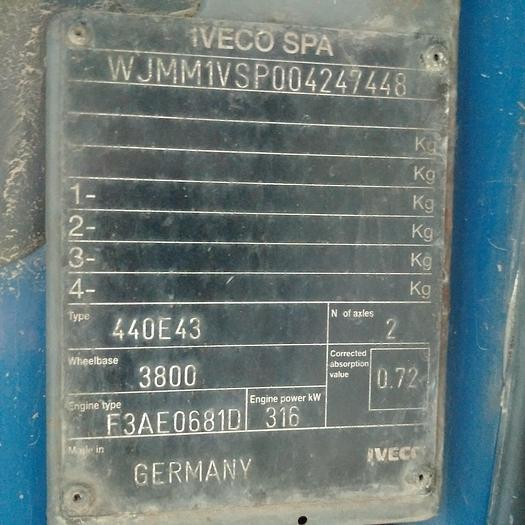 IVECO SPA
WJMM1VSP004247448
Kg
Kg
1- Kg
2- Kg
3- Kg
4- Kg
Type 440E43 N of axles 2
Wheelbase 3800 Corrected absorption value 0.72
Engine type F3AE0681D Engine power kW 316
Made in GERMANY IVECO